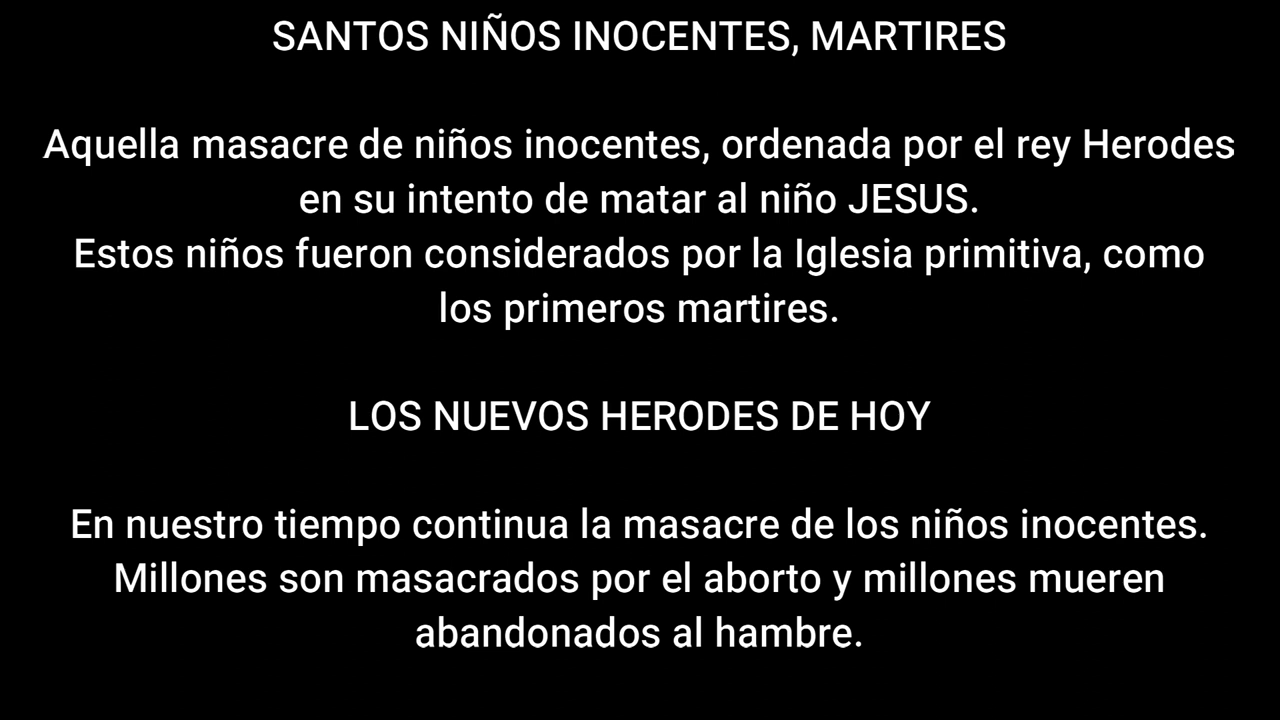 SANTOS NIÑOS INOCENTES, MARTIRES
Aquella masacre de niños inocentes, ordenada por el rey Herodes
en su intento de matar al niño JESUS.
Estos niños fueron considerados por la Iglesia primitiva, como
los primeros martires.
LOS NUEVOS HERODES DE HOY
En nuestro tiempo continua la masacre de los niños inocentes.
Millones son masacrados por el aborto y millones mueren
abandonados al hambre.